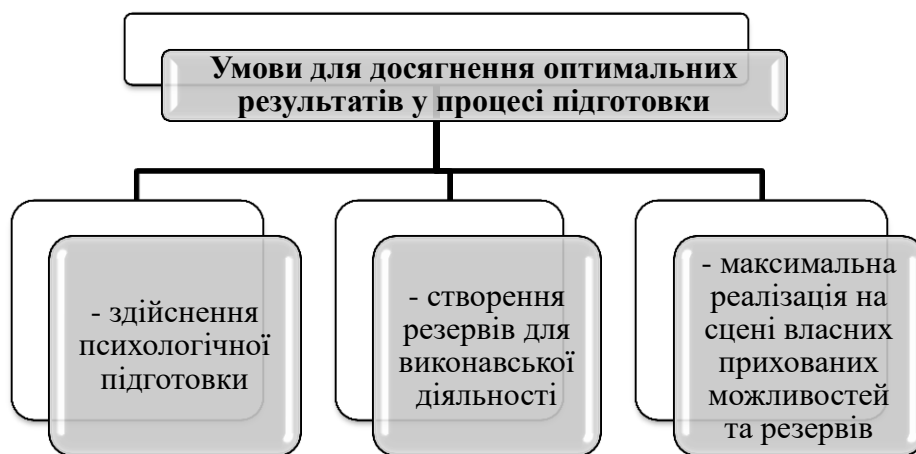 Умови для досягнення оптимальних
результатів у процесі підготовки
- здійснення
психологічної
підготовки
- створення
резервів для
виконавської
діяльності
- максимальна
реалізація на
сцені власних
прихованих
можливостей
та резервів